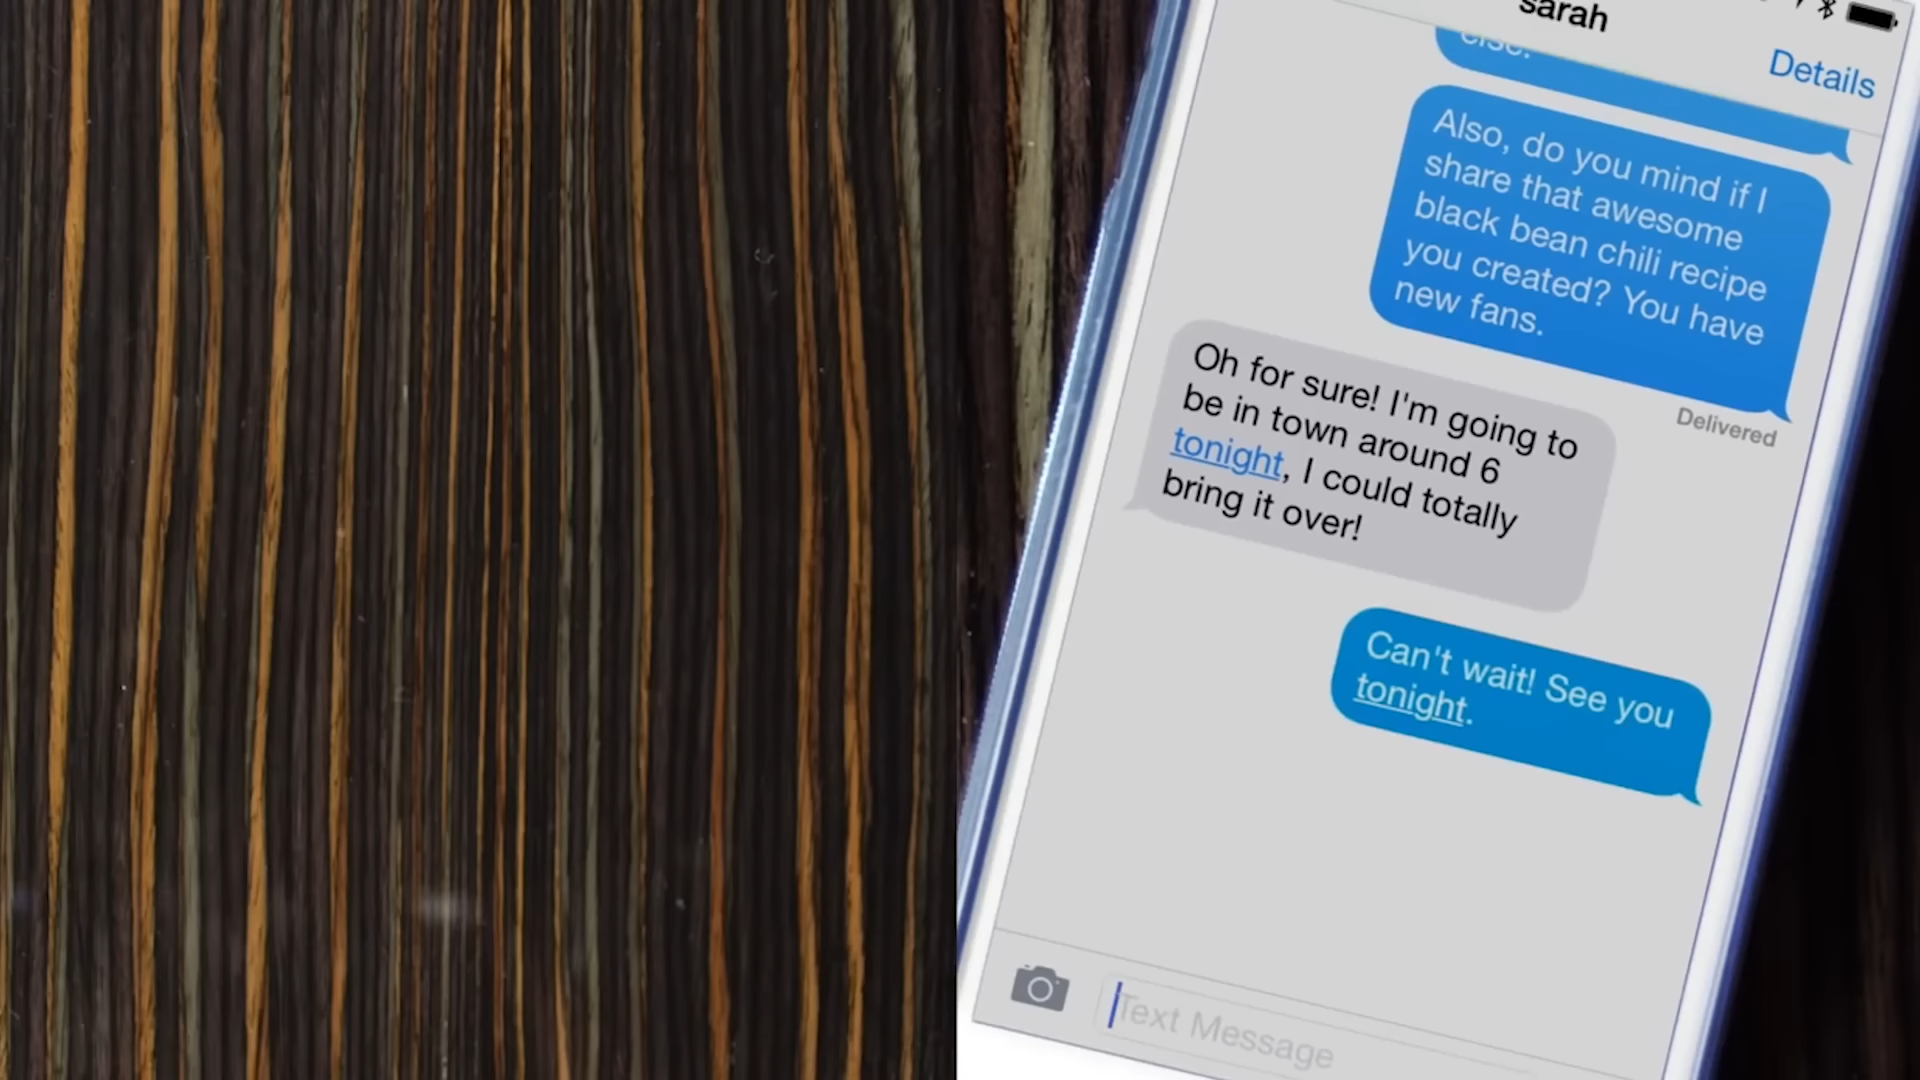 sarah
Details
else.
Also, do you mind if I
share that awesome
black bean chili recipe
you created? You have
new fans.
Delivered
Oh for sure! I'm going to
be in town around 6
tonight, I could totally
bring it over!
Can't wait! See you
tonight.
Text Message